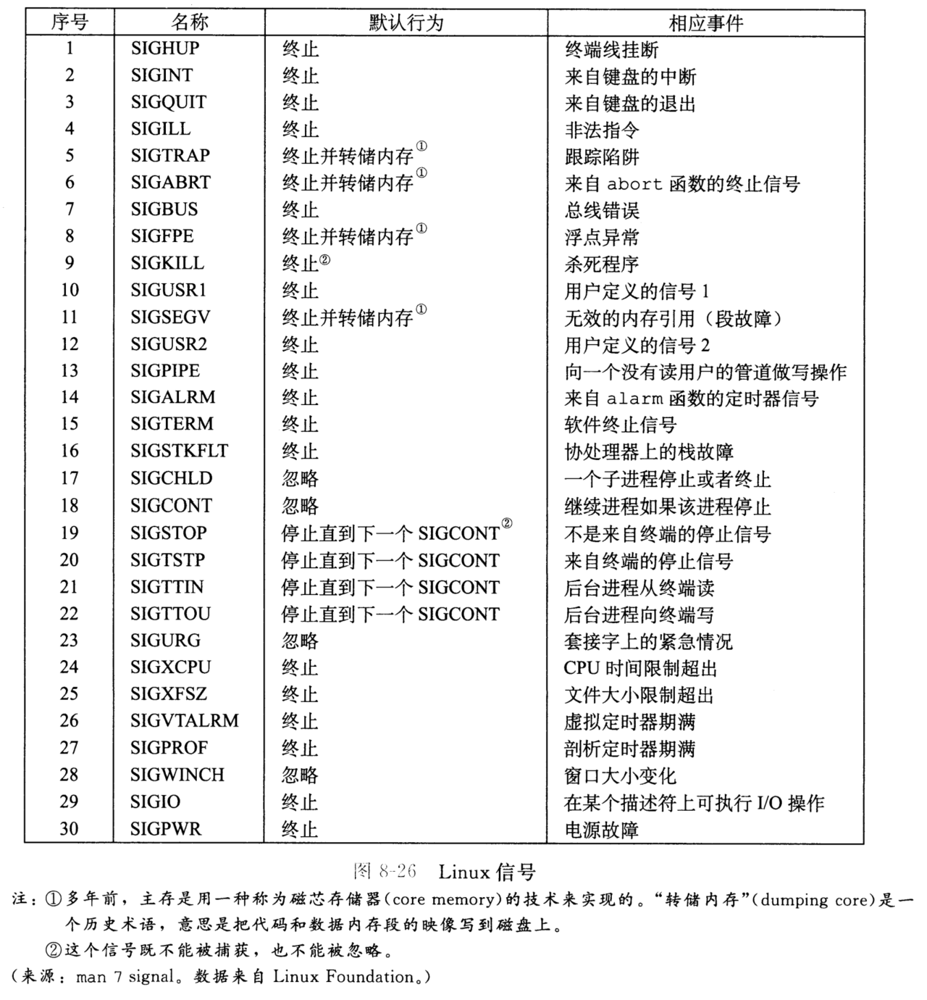 序号 名称 默认行为 相应事件
1 SIGHUP 终止 终端线挂断
2 SIGINT 终止 来自键盘的中断
3 SIGQUIT 终止 来自键盘的退出
4 SIGILL 终止 非法指令
5 SIGTRAP 终止并转储内存① 跟踪陷阱
6 SIGABRT 终止并转储内存① 来自 abort 函数的终止信号
7 SIGBUS 终止 总线错误
8 SIGFPE 终止并转储内存① 浮点异常
9 SIGKILL 终止② 杀死程序
10 SIGUSR1 终止 用户定义的信号 1
11 SIGSEGV 终止并转储内存① 无效的内存引用（段故障）
12 SIGUSR2 终止 用户定义的信号 2
13 SIGPIPE 终止 向一个没有读用户的管道做写操作
14 SIGALRM 终止 来自 alarm 函数的定时器信号
15 SIGTERM 终止 软件终止信号
16 SIGSTKFLT 终止 协处理器上的栈故障
17 SIGCHLD 忽略 一个子进程停止或者终止
18 SIGCONT 忽略 继续进程如果该进程停止
19 SIGSTOP 停止直到下一个 SIGCONT② 不是来自终端的停止信号
20 SIGTSTP 停止直到下一个 SIGCONT 来自终端的停止信号
21 SIGTTIN 停止直到下一个 SIGCONT 后台进程从终端读
22 SIGTTOU 停止直到下一个 SIGCONT 后台进程向终端写
23 SIGURG 忽略 套接字上的紧急情况
24 SIGXCPU 终止 CPU 时间限制超出
25 SIGXFSZ 终止 文件大小限制超出
26 SIGVTALRM 终止 虚拟定时器期满
27 SIGPROF 终止 剖析定时器期满
28 SIGWINCH 忽略 窗口大小变化
29 SIGIO 终止 在某个描述符上可执行 I/O 操作
30 SIGPWR 终止 电源故障
图 8-26 Linux 信号
注：①多年前，主存是用一种称为磁芯存储器(core memory)的技术来实现的。“转储内存”(dumping core)是一
个历史术语，意思是把代码和数据内存段的映像写到磁盘上。
②这个信号既不能被捕获，也不能被忽略。
（来源：man 7 signal。数据来自 Linux Foundation。）